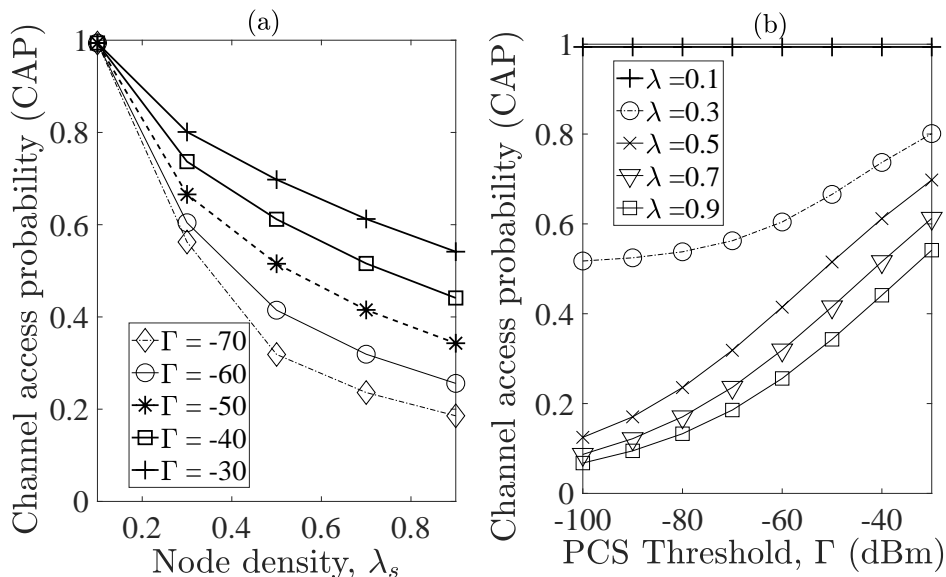 (a)
Channel access probability (CAP)
1
0.8
0.6
0.4
0.2
0
0.2
0.4
0.6
0.8
Node density, λₛ
Γ = -70
Γ = -60
Γ = -50
Γ = -40
Γ = -30
(b)
Channel access probability (CAP)
1
0.8
0.6
0.4
0.2
0
-100
-80
-60
-40
PCS Threshold, Γ (dBm)
λ =0.1
λ =0.3
λ =0.5
λ =0.7
λ =0.9